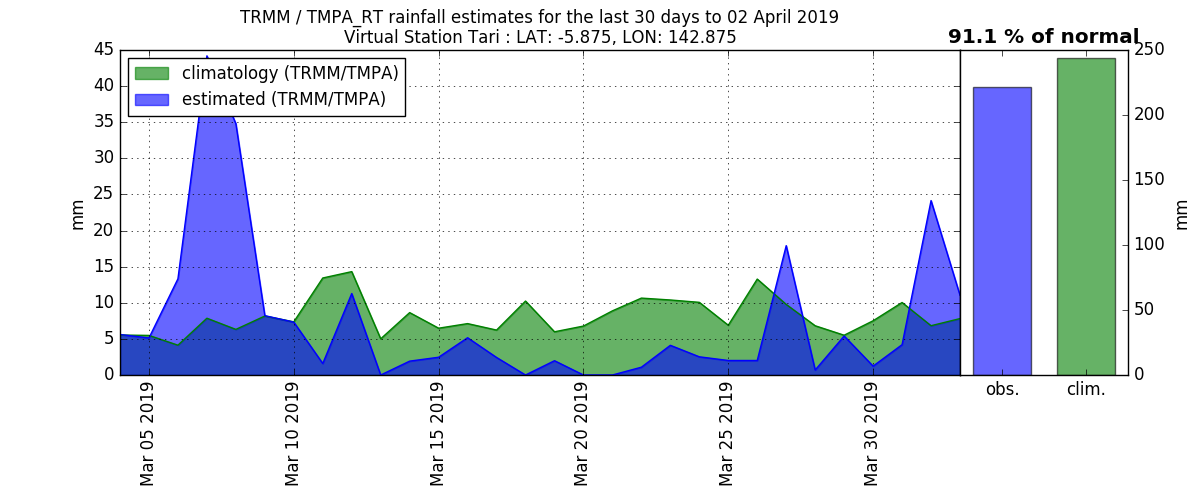 TRMM / TMPA_RT rainfall estimates for the last 30 days to 02 April 2019
Virtual Station Tari : LAT: -5.875, LON: 142.875
91.1 % of normal
climatology (TRMM/TMPA)
estimated (TRMM/TMPA)
mm
45
40
35
30
25
20
15
10
5
0
Mar 05 2019
Mar 10 2019
Mar 15 2019
Mar 20 2019
Mar 25 2019
Mar 30 2019
obs.
clim.
250
200
150
100
50
0
mm